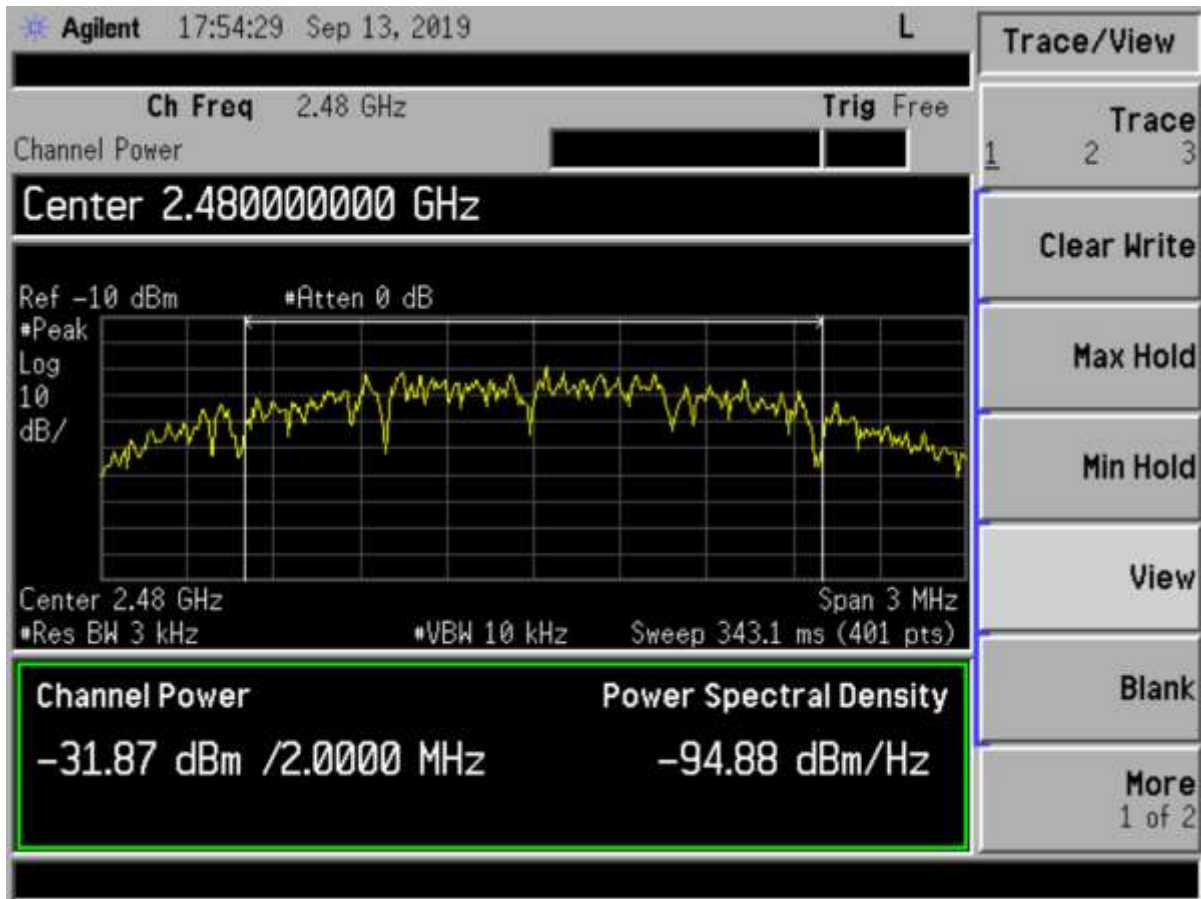 Agilent 17:54:29 Sep 13, 2019 L
Trace/View
Ch Freq 2.48 GHz Trig Free
Channel Power
Trace
1 2 3
Center 2.480000000 GHz
Clear Write
Ref -10 dBm #Atten 0 dB
#Peak
Log
10
dB/
Max Hold
Min Hold
View
Center 2.48 GHz Span 3 MHz
#Res BW 3 kHz #VBW 10 kHz Sweep 343.1 ms (401 pts)
Channel Power Power Spectral Density
-31.87 dBm /2.0000 MHz -94.88 dBm/Hz
Blank
More
1 of 2